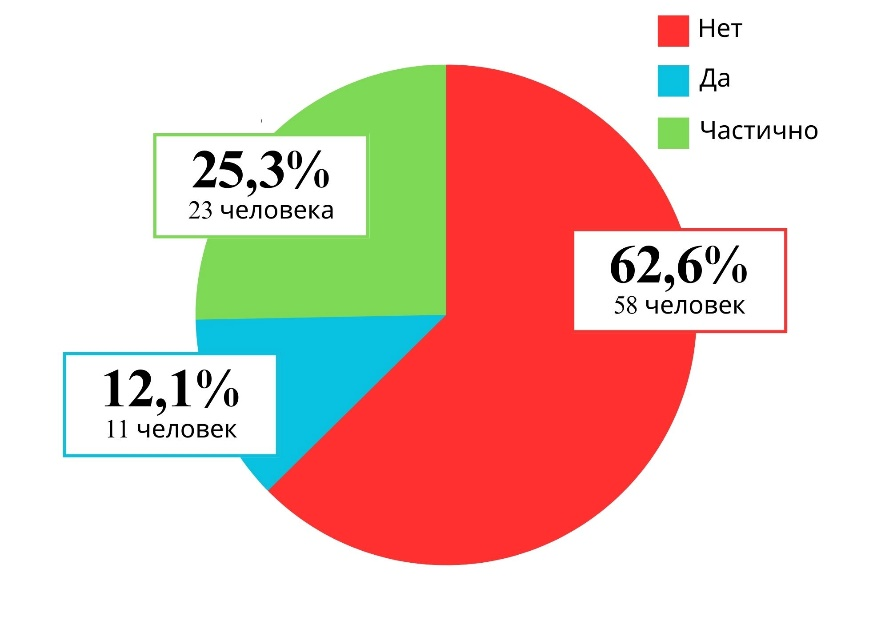 Нет
Да
Частично
25,3%
23 человека
62,6%
58 человек
12,1%
11 человек